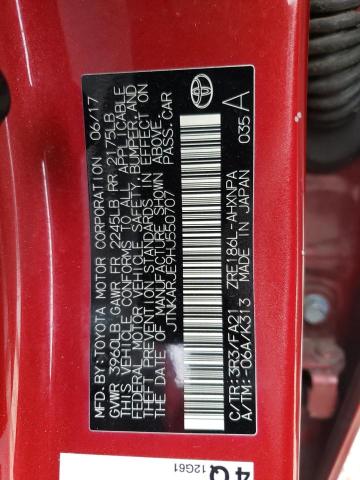 MFD.BY:TOYOTA MOTOR CORPORATION 06/17
GVWR 3960LB GAWR FR 2245LB RR 2175LB
THIS VEHICLE CONFORMS TO ALL APPLICABLE
FEDERAL MOTOR VEHICLE SAFETY, BUMPER, AND
THEFT PREVENTION STANDARDS IN EFFECT ON
THE DATE OF MANUFACTURE SHOWN ABOVE.
JTNKARJE9HJ550707 PASS.CAR
C/TR:3R3/FA21 ZRE186L-AHXNPA
A/TM:-06A/K313 MADE IN JAPAN 035 A
4Q
12G61